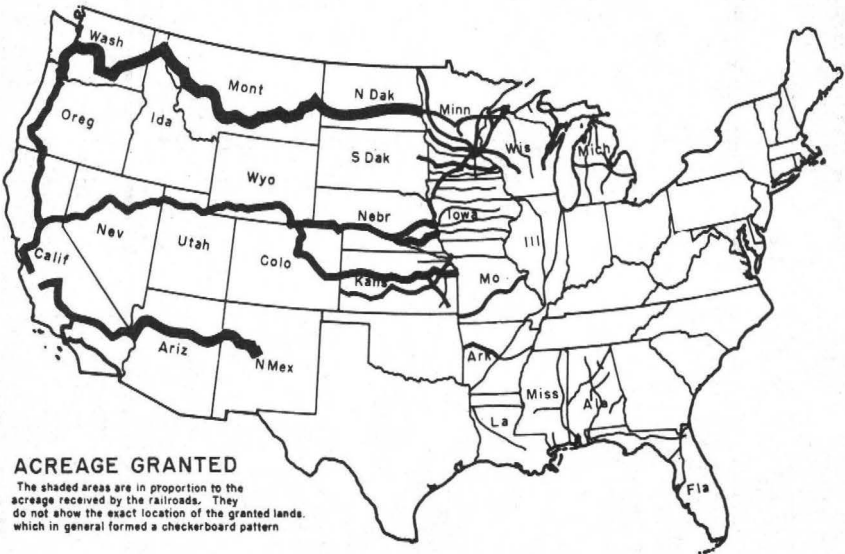 Wash
Mont
N Dak
Minn
Oreg
Ida
S Dak
Wis
Mich
Wyo
Nebr
Iowa
Nev
Utah
Colo
Ill
Calif
Kans
Mo
Ariz
N Mex
Ark
Miss
Ala
La
Fla
ACREAGE GRANTED
The shaded areas are in proportion to the
acreage received by the railroads. They
do not show the exact location of the granted lands.
which in general formed a checkerboard pattern